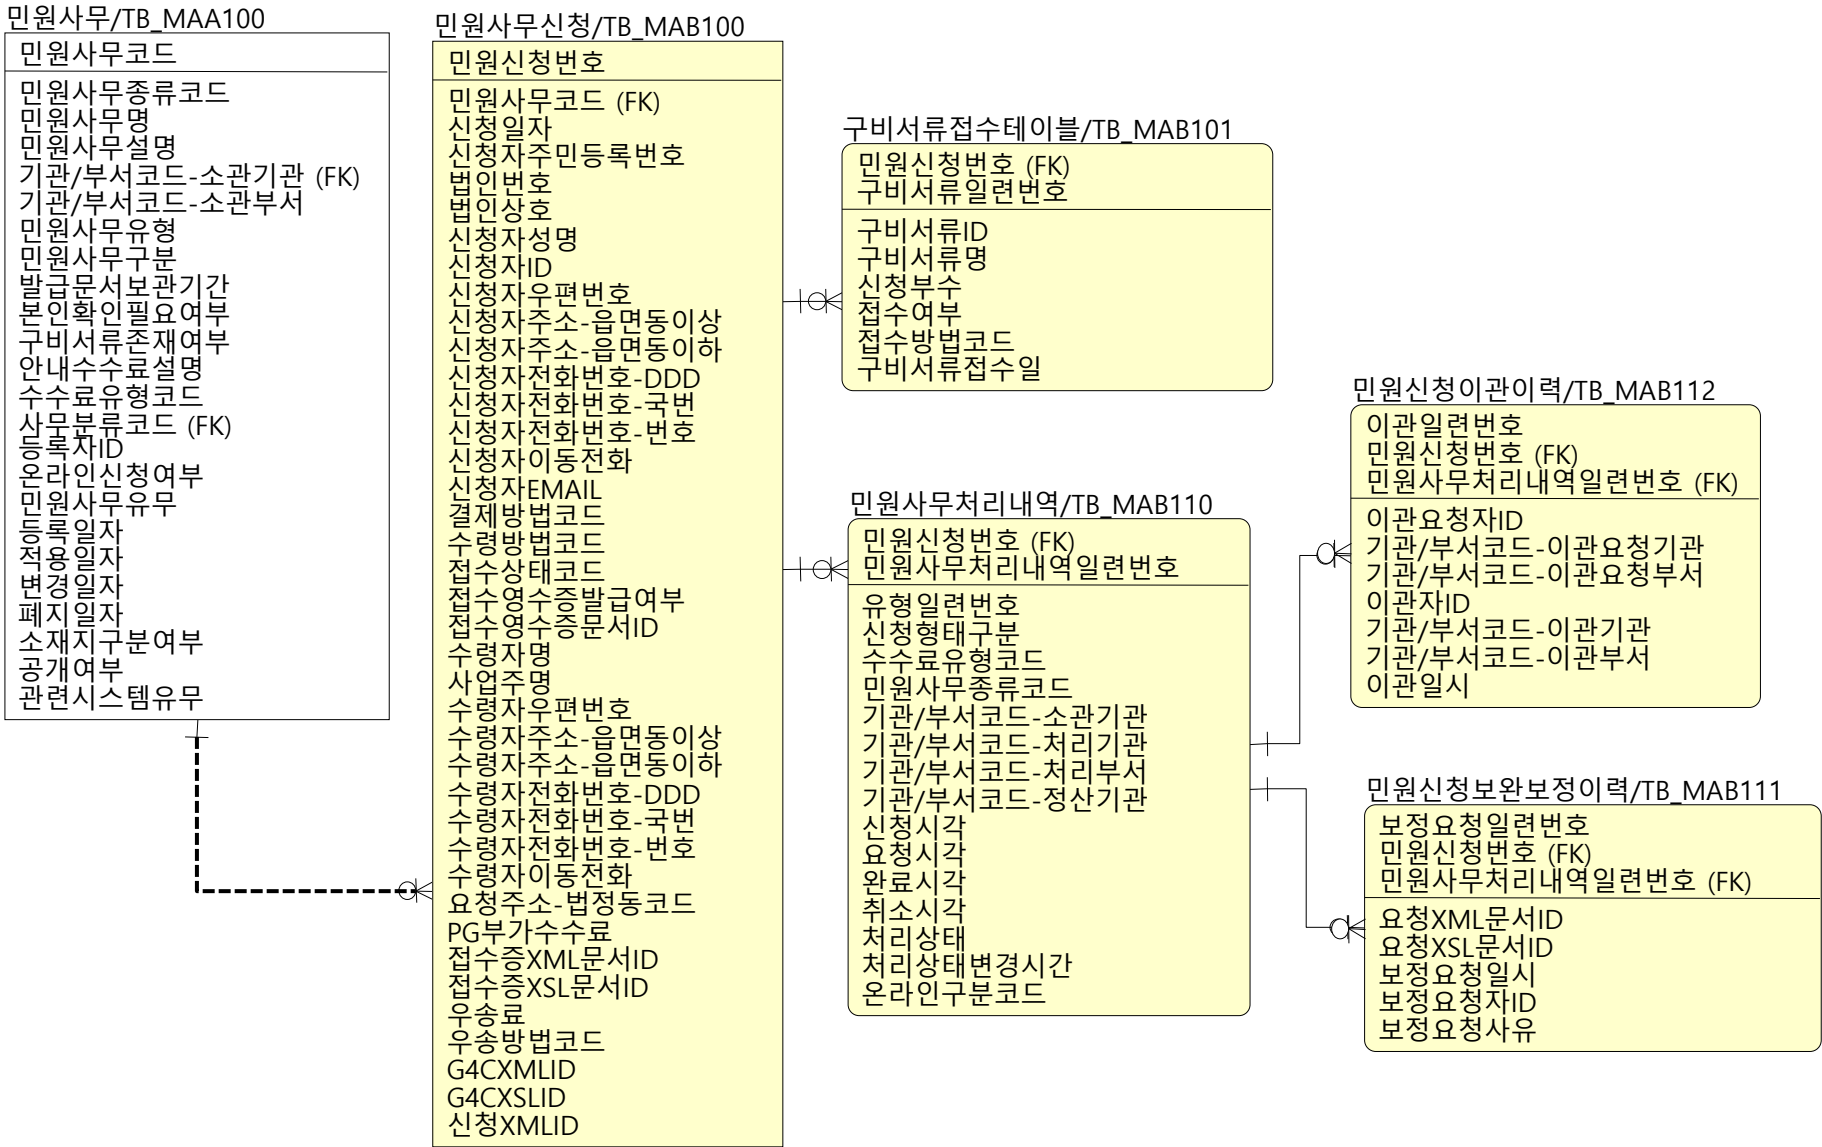 민원사무/TB_MAA100
민원사무코드
민원사무종류코드
민원사무명
민원사무설명
기관/부서코드-소관기관 (FK)
기관/부서코드-소관부서
민원사무유형
민원사무구분
발급문서보관기간
본인확인필요여부
구비서류존재여부
안내수수료설명
수수료유형코드
사무분류코드 (FK)
등록자ID
온라인신청여부
민원사무유무
등록일자
적용일자
변경일자
폐지일자
소재지구분여부
공개여부
관련시스템유무
민원사무신청/TB_MAB100
민원신청번호
민원사무코드 (FK)
신청일자
신청자주민등록번호
법인번호
법인상호
신청자성명
신청자ID
신청자우편번호
신청자주소-읍면동이상
신청자주소-읍면동이하
신청자전화번호-DDD
신청자전화번호-국번
신청자전화번호-번호
신청자이동전화
신청자EMAIL
결제방법코드
수령방법코드
접수상태코드
접수영수증발급여부
접수영수증문서ID
수령자명
사업주명
수령자우편번호
수령자주소-읍면동이상
수령자주소-읍면동이하
수령자전화번호-DDD
수령자전화번호-국번
수령자전화번호-번호
수령자이동전화
요청주소-법정동코드
PG부가수수료
접수증XML문서ID
접수증XSL문서ID
우송료
우송방법코드
G4CXMLID
G4CXSLID
신청XMLID
구비서류접수테이블/TB_MAB101
민원신청번호 (FK)
구비서류일련번호
구비서류ID
구비서류명
신청부수
접수여부
접수방법코드
구비서류접수일
민원사무처리내역/TB_MAB110
민원신청번호 (FK)
민원사무처리내역일련번호
유형일련번호
신청형태구분
수수료유형코드
민원사무종류코드
기관/부서코드-소관기관
기관/부서코드-처리기관
기관/부서코드-처리부서
기관/부서코드-정산기관
신청시각
요청시각
완료시각
취소시각
처리상태
처리상태변경시간
온라인구분코드
민원신청이관이력/TB_MAB112
이관일련번호
민원신청번호 (FK)
민원사무처리내역일련번호 (FK)
이관요청자ID
기관/부서코드-이관요청기관
기관/부서코드-이관요청부서
이관자ID
기관/부서코드-이관기관
기관/부서코드-이관부서
이관일시
민원신청보완보정이력/TB_MAB111
보정요청일련번호
민원신청번호 (FK)
민원사무처리내역일련번호 (FK)
요청XML문서ID
요청XSL문서ID
보정요청일시
보정요청자ID
보정요청사유